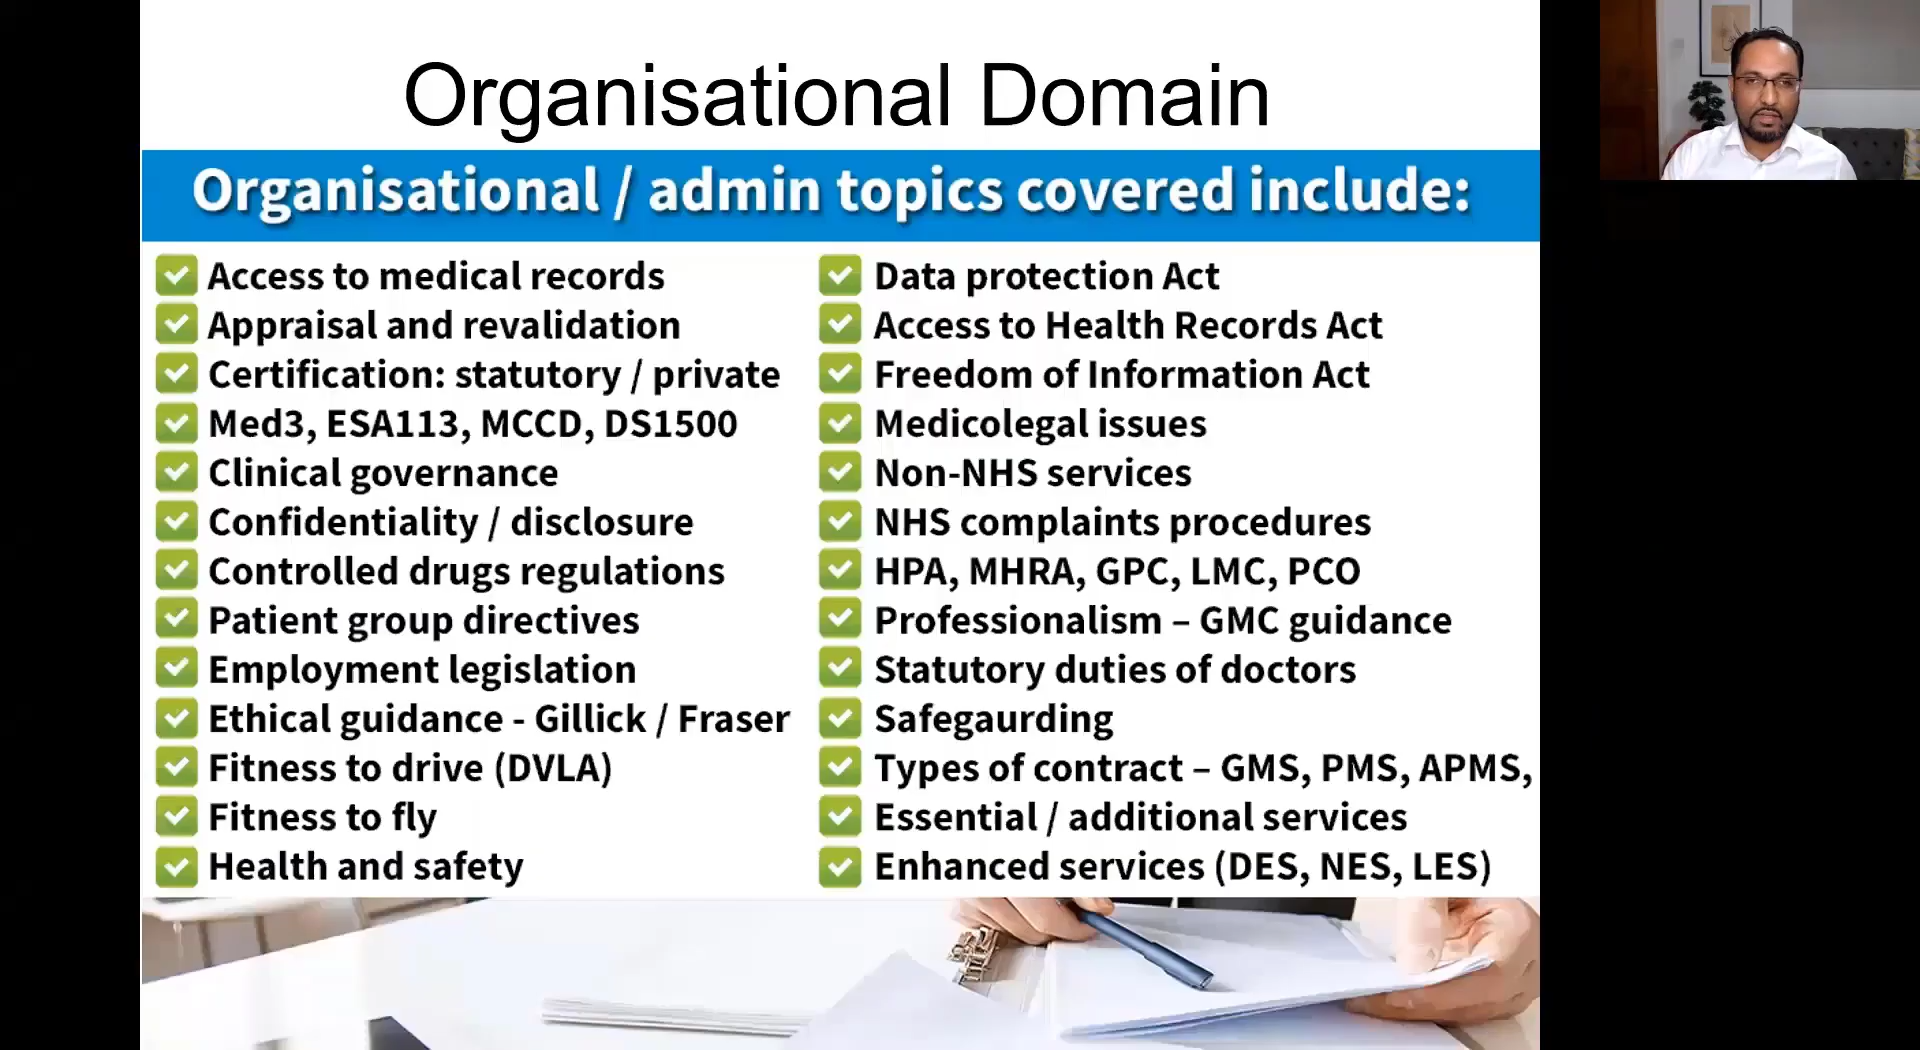 Organisational Domain
Organisational / admin topics covered include:
Access to medical records
Appraisal and revalidation
Certification: statutory / private
Med3, ESA113, MCCD, DS1500
Clinical governance
Confidentiality / disclosure
Controlled drugs regulations
Patient group directives
Employment legislation
Ethical guidance - Gillick / Fraser
Fitness to drive (DVLA)
Fitness to fly
Health and safety
Data protection Act
Access to Health Records Act
Freedom of Information Act
Medicolegal issues
Non-NHS services
NHS complaints procedures
HPA, MHRA, GPC, LMC, PCO
Professionalism – GMC guidance
Statutory duties of doctors
Safegaurding
Types of contract – GMS, PMS, APMS,
Essential / additional services
Enhanced services (DES, NES, LES)